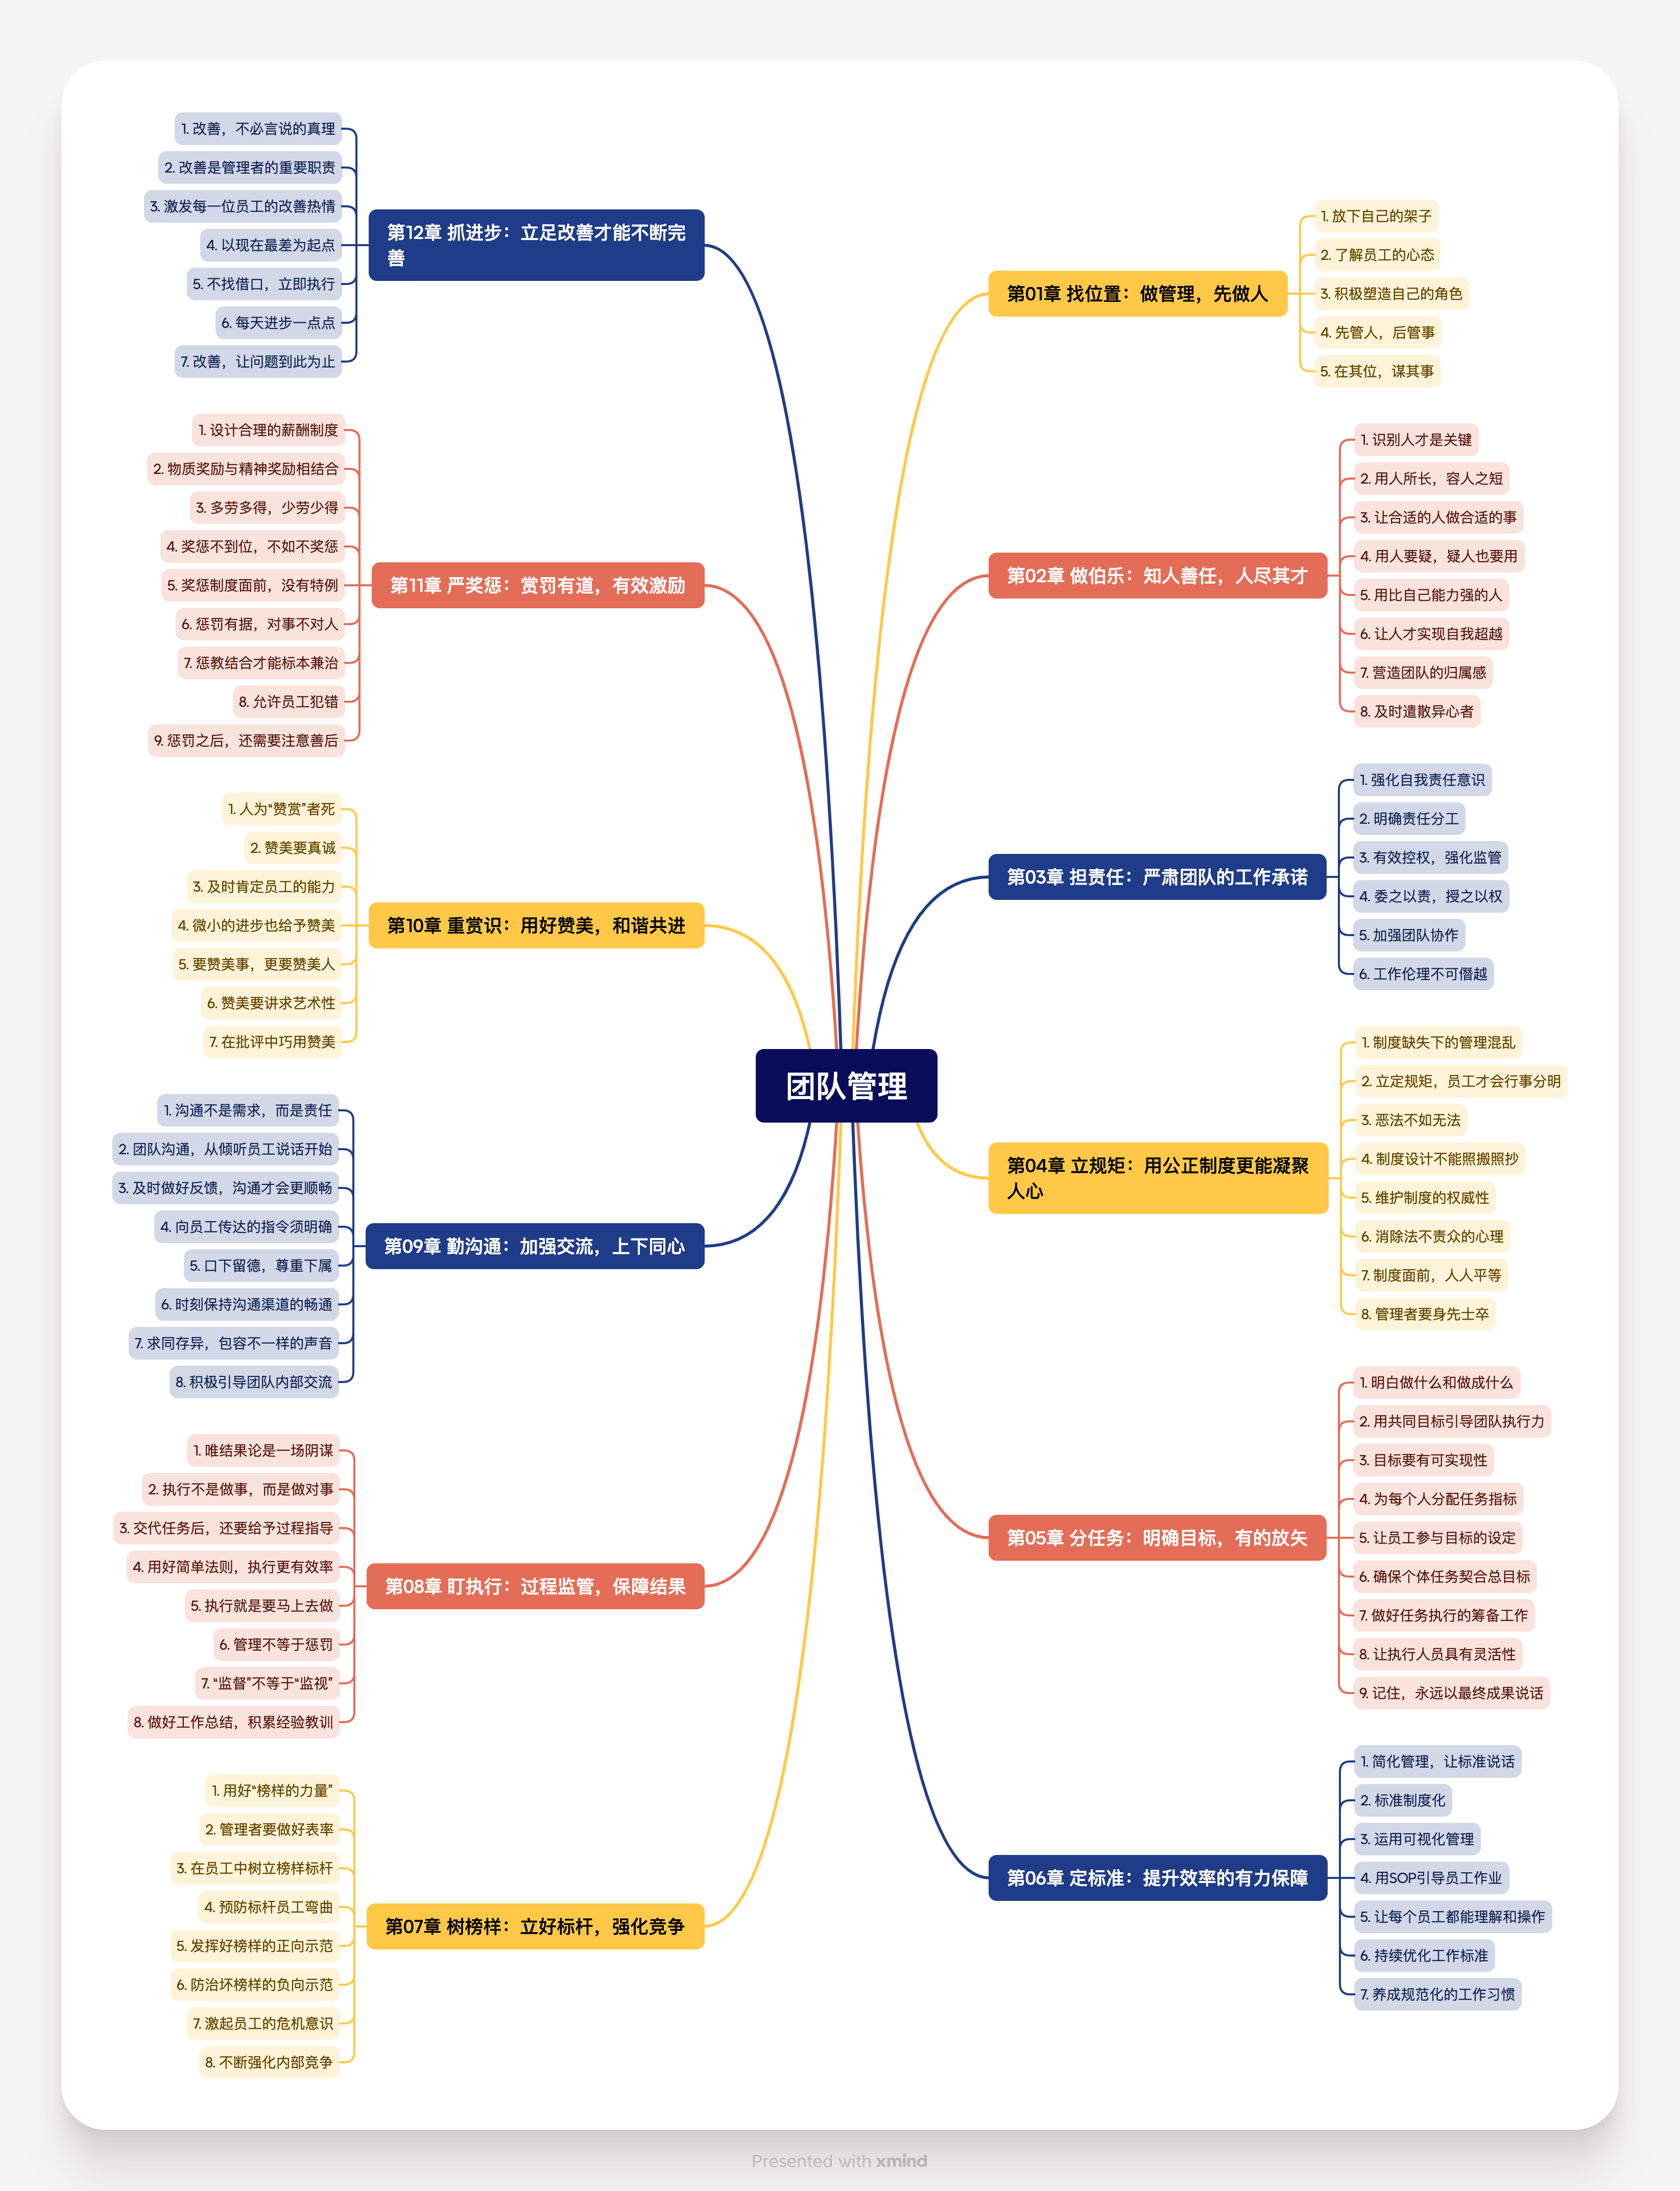 团队管理
第01章 找位置：做管理，先做人
1. 放下自己的架子
2. 了解员工的心态
3. 积极塑造自己的角色
4. 先管人，后管事
5. 在其位，谋其事
第02章 做伯乐：知人善任，人尽其才
1. 识别人才是关键
2. 用人所长，容人之短
3. 让合适的人做合适的事
4. 用人要疑，疑人也要用
5. 用比自己能力强的人
6. 让人才实现自我超越
7. 营造团队的归属感
8. 及时遣散异心者
第03章 担责任：严肃团队的工作承诺
1. 强化自我责任意识
2. 明确责任分工
3. 有效控权，强化监管
4. 委之以责，授之以权
5. 加强团队协作
6. 工作伦理不可僭越
第04章 立规矩：用公正制度更能凝聚
人心
1. 制度缺失下的管理混乱
2. 立定规矩，员工才会行事分明
3. 恶法不如无法
4. 制度设计不能照搬照抄
5. 维护制度的权威性
6. 消除法不责众的心理
7. 制度面前，人人平等
8. 管理者要身先士卒
第05章 分任务：明确目标，有的放矢
1. 明白做什么和做成什么
2. 用共同目标引导团队执行力
3. 目标要有可实现性
4. 为每个人分配任务指标
5. 让员工参与目标的设定
6. 确保个体任务契合总目标
7. 做好任务执行的筹备工作
8. 让执行人员具有灵活性
9. 记住，永远以最终成果说话
第06章 定标准：提升效率的有力保障
1. 简化管理，让标准说话
2. 标准制度化
3. 运用可视化管理
4. 用SOP引导员工作业
5. 让每个员工都能理解和操作
6. 持续优化工作标准
7. 养成规范化的工作习惯
第07章 树榜样：立好标杆，强化竞争
1. 用好“榜样的力量”
2. 管理者要做好表率
3. 在员工中树立榜样标杆
4. 预防标杆员工弯曲
5. 发挥好榜样的正向示范
6. 防治坏榜样的负向示范
7. 激起员工的危机意识
8. 不断强化内部竞争
第08章 盯执行：过程监管，保障结果
1. 唯结果论是一场阴谋
2. 执行不是做事，而是做对事
3. 交代任务后，还要给予过程指导
4. 用好简单法则，执行更有效率
5. 执行就是要马上去做
6. 管理不等于惩罚
7. “监督”不等于“监视”
8. 做好工作总结，积累经验教训
第09章 勤沟通：加强交流，上下同心
1. 沟通不是需求，而是责任
2. 团队沟通，从倾听员工说话开始
3. 及时做好反馈，沟通才会更顺畅
4. 向员工传达的指令须明确
5. 口下留德，尊重下属
6. 时刻保持沟通渠道的畅通
7. 求同存异，包容不一样的声音
8. 积极引导团队内部交流
第10章 重赏识：用好赞美，和谐共进
1. 人为“赞赏”者死
2. 赞美要真诚
3. 及时肯定员工的能力
4. 微小的进步也给予赞美
5. 要赞美事，更要赞美人
6. 赞美要讲求艺术性
7. 在批评中巧用赞美
第11章 严奖惩：赏罚有道，有效激励
1. 设计合理的薪酬制度
2. 物质奖励与精神奖励相结合
3. 多劳多得，少劳少得
4. 奖惩不到位，不如不奖惩
5. 奖惩制度面前，没有特例
6. 惩罚有据，对事不对人
7. 惩教结合才能标本兼治
8. 允许员工犯错
9. 惩罚之后，还需要注意善后
第12章 抓进步：立足改善才能不断完
善
1. 改善，不必言说的真理
2. 改善是管理者的重要职责
3. 激发每一位员工的改善热情
4. 以现在最差为起点
5. 不找借口，立即执行
6. 每天进步一点点
7. 改善，让问题到此为止
Presented with xmind